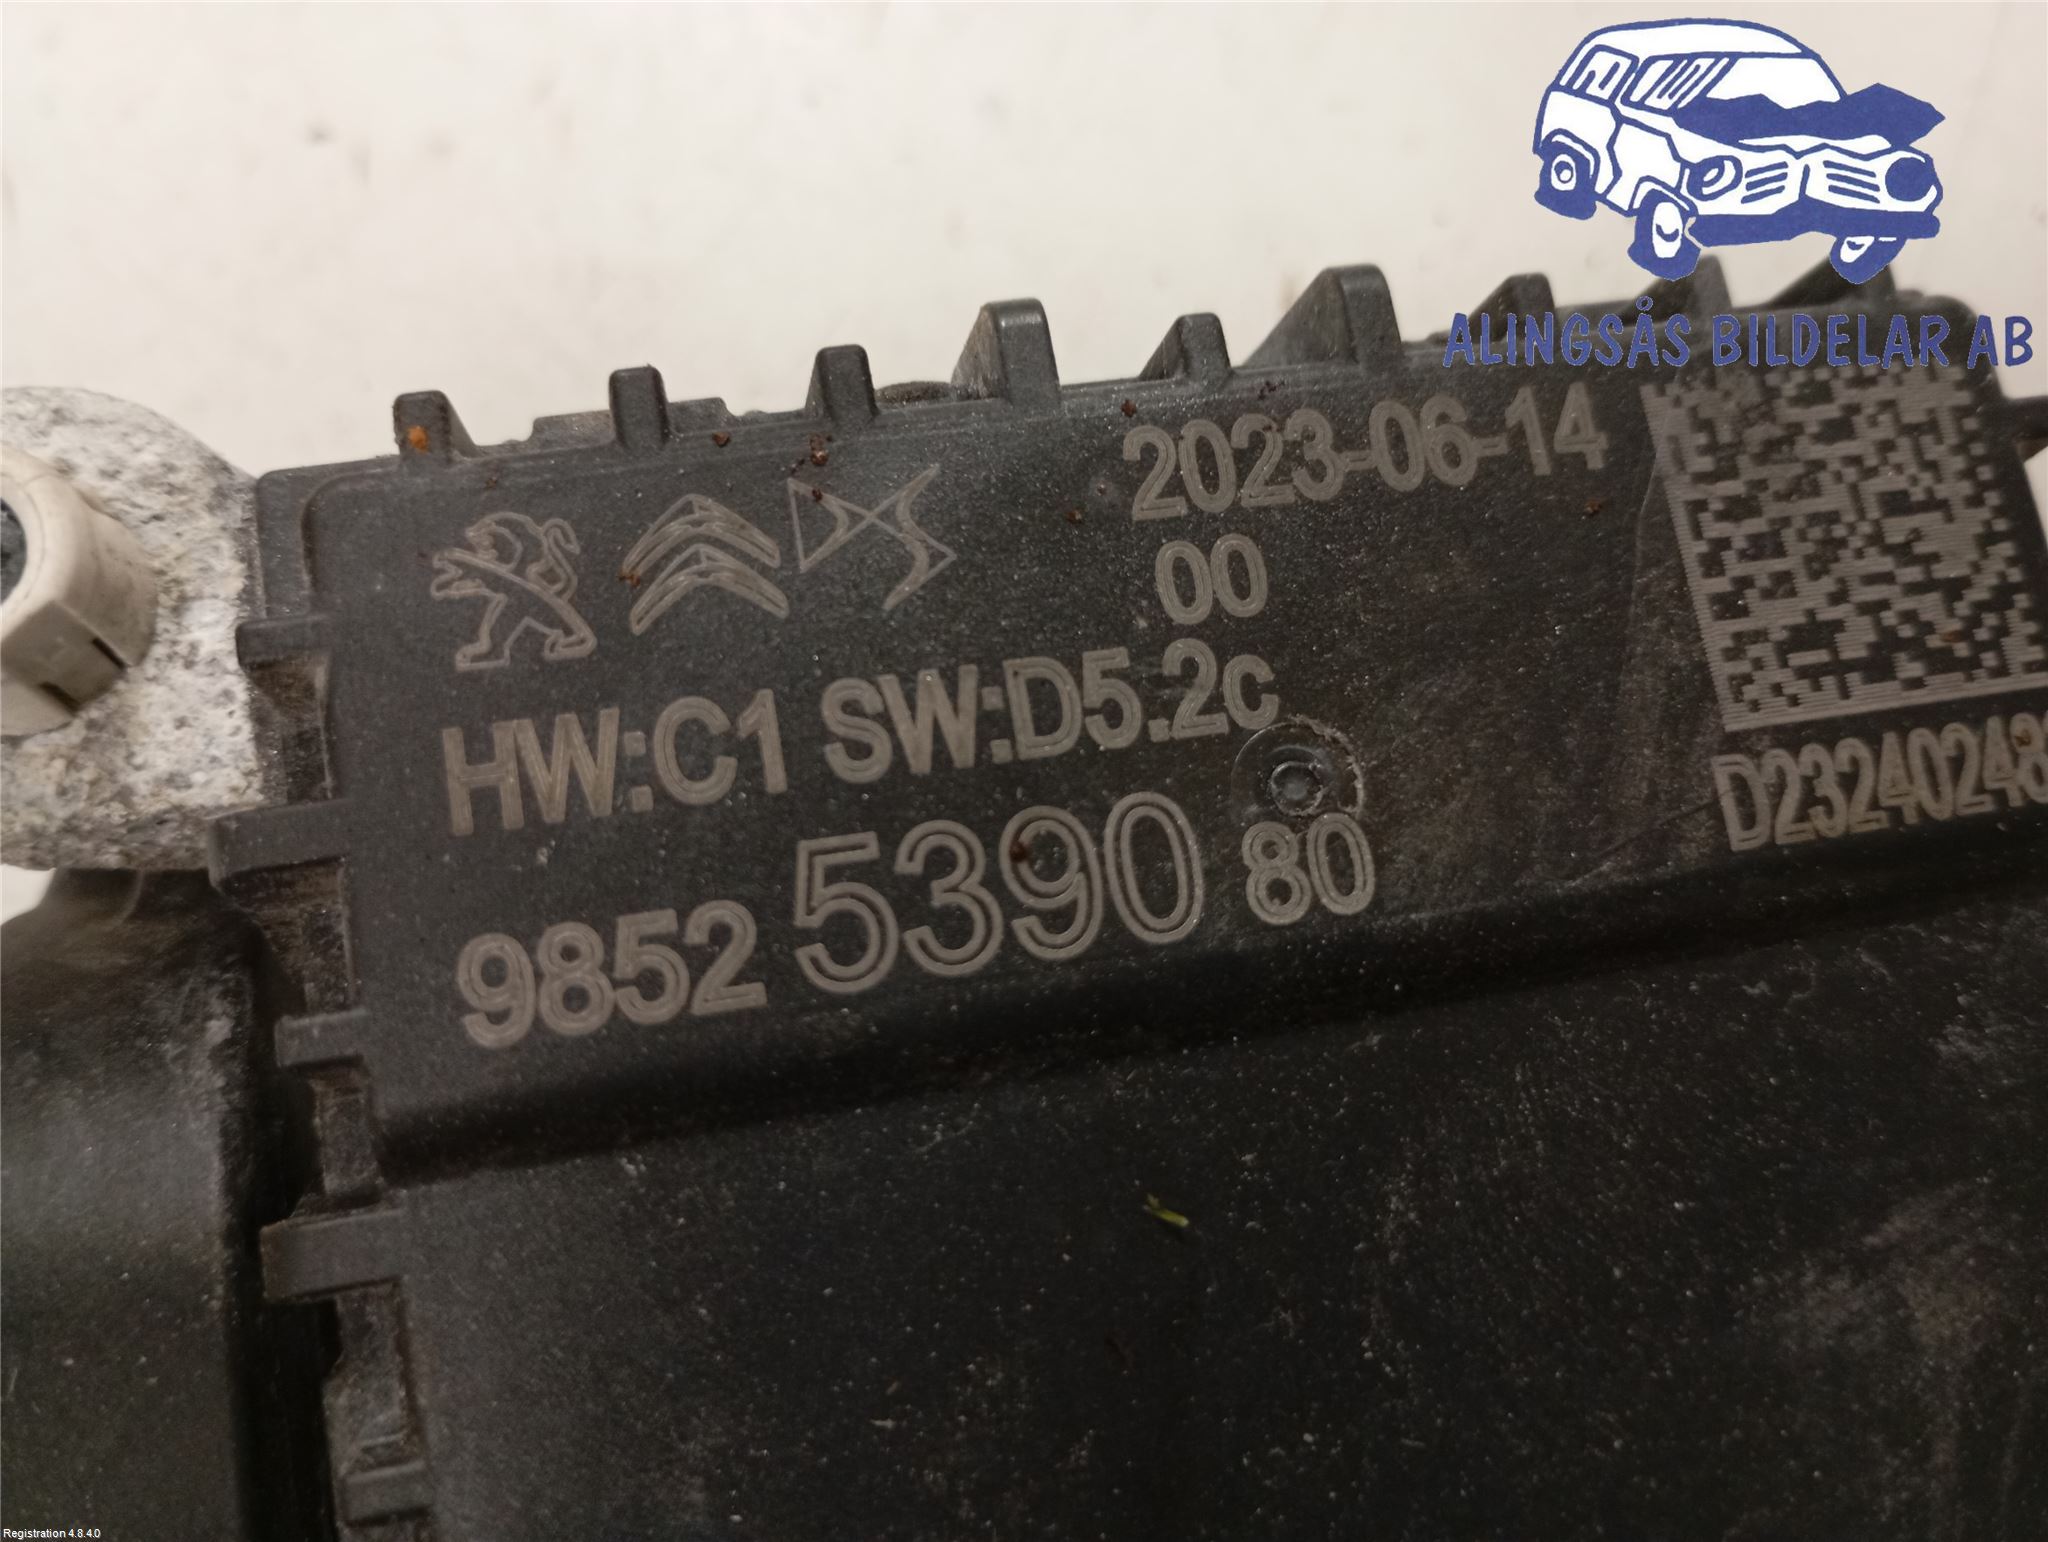 ALINGSÅS BILDELAR AB
2023-06-14
00
HW:C1 SW:D5.2c
9852 5390 80
D23240248
Registration 4.8.4.0